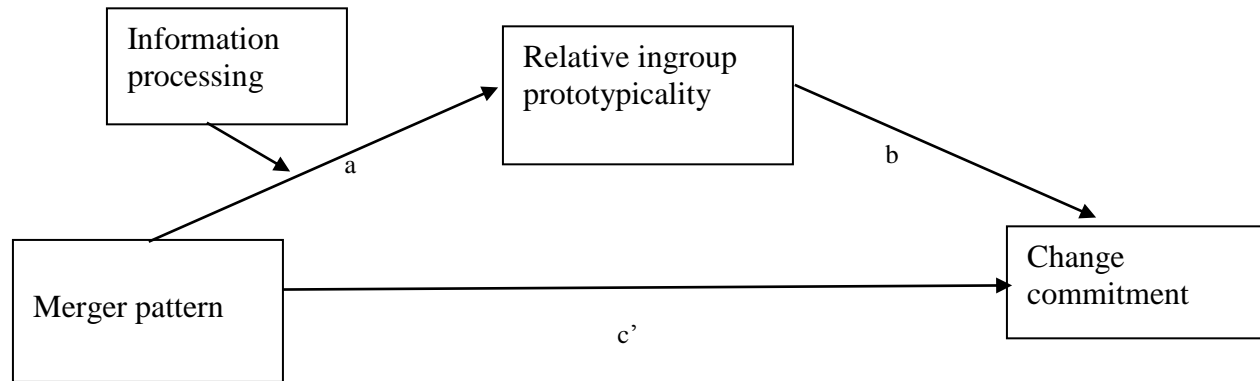 Information
processing
Relative ingroup
prototypicality
a
b
Merger pattern
Change
commitment
c’